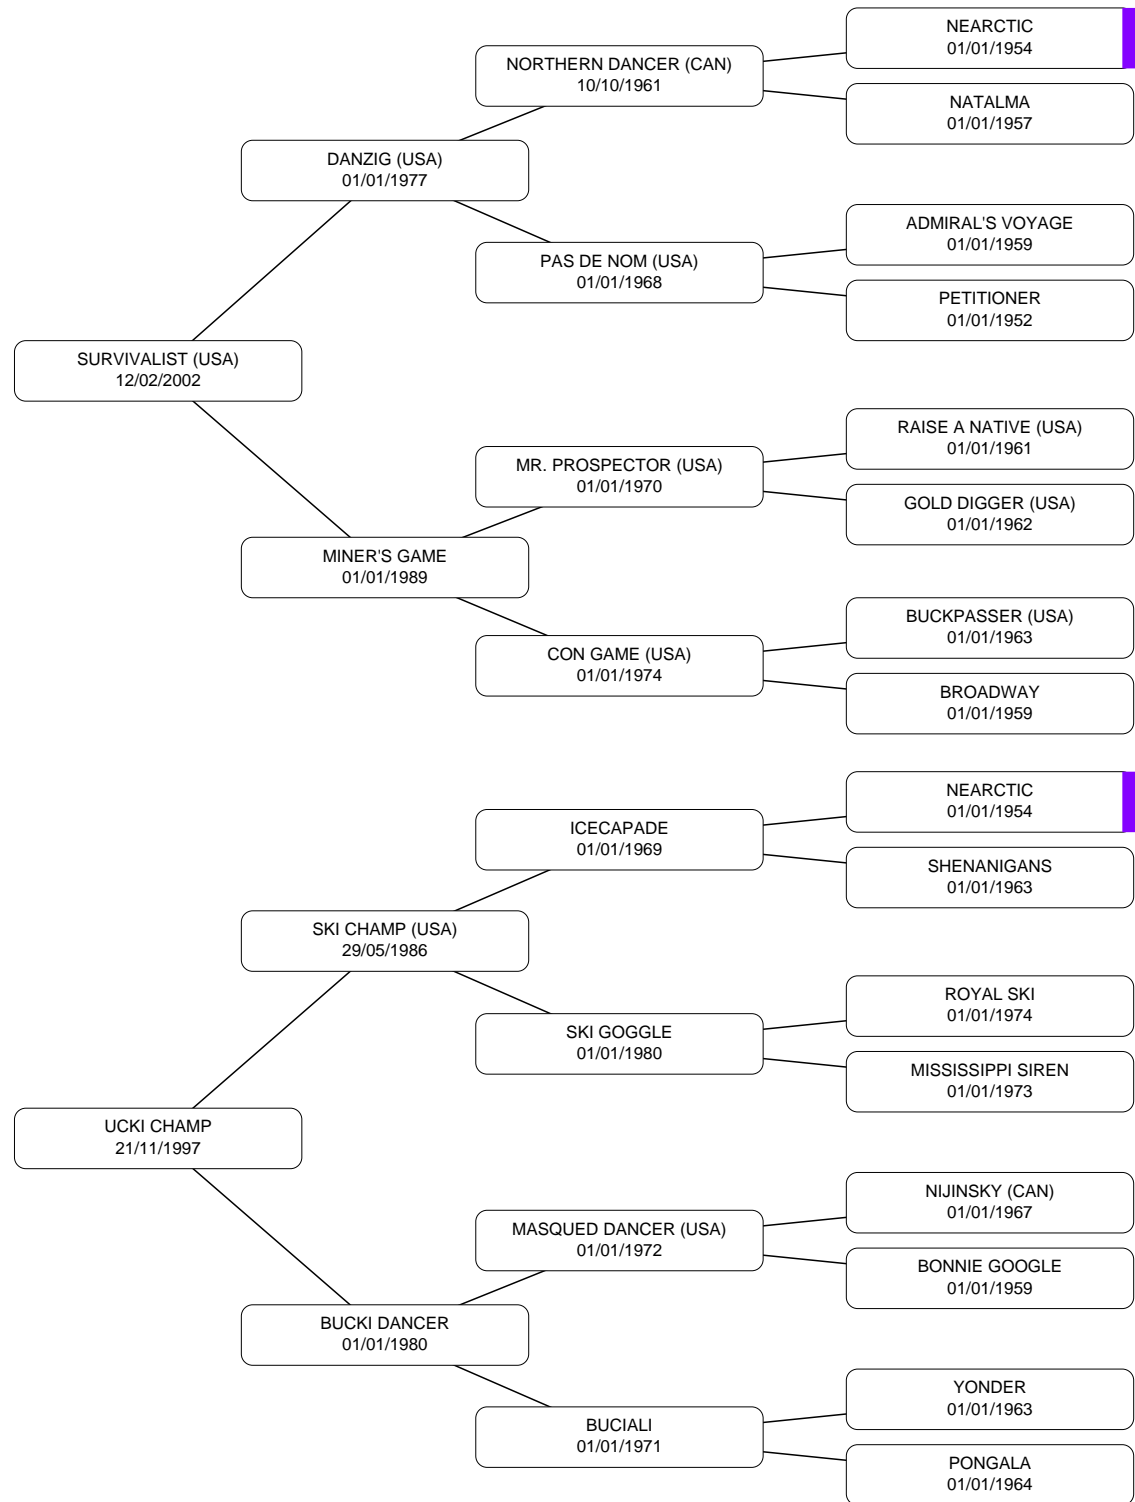 NEARCTIC
01/01/1954
NORTHERN DANCER (CAN)
10/10/1961
NATALMA
01/01/1957
DANZIG (USA)
01/01/1977
ADMIRAL'S VOYAGE
01/01/1959
PAS DE NOM (USA)
01/01/1968
PETITIONER
01/01/1952
SURVIVALIST (USA)
12/02/2002
RAISE A NATIVE (USA)
01/01/1961
MR. PROSPECTOR (USA)
01/01/1970
GOLD DIGGER (USA)
01/01/1962
MINER'S GAME
01/01/1989
BUCKPASSER (USA)
01/01/1963
CON GAME (USA)
01/01/1974
BROADWAY
01/01/1959
NEARCTIC
01/01/1954
ICECAPADE
01/01/1969
SHENANIGANS
01/01/1963
SKI CHAMP (USA)
29/05/1986
ROYAL SKI
01/01/1974
SKI GOGGLE
01/01/1980
MISSISSIPPI SIREN
01/01/1973
UCKI CHAMP
21/11/1997
NIJINSKY (CAN)
01/01/1967
MASQUED DANCER (USA)
01/01/1972
BONNIE GOOGLE
01/01/1959
BUCKI DANCER
01/01/1980
YONDER
01/01/1963
BUCIALI
01/01/1971
PONGALA
01/01/1964